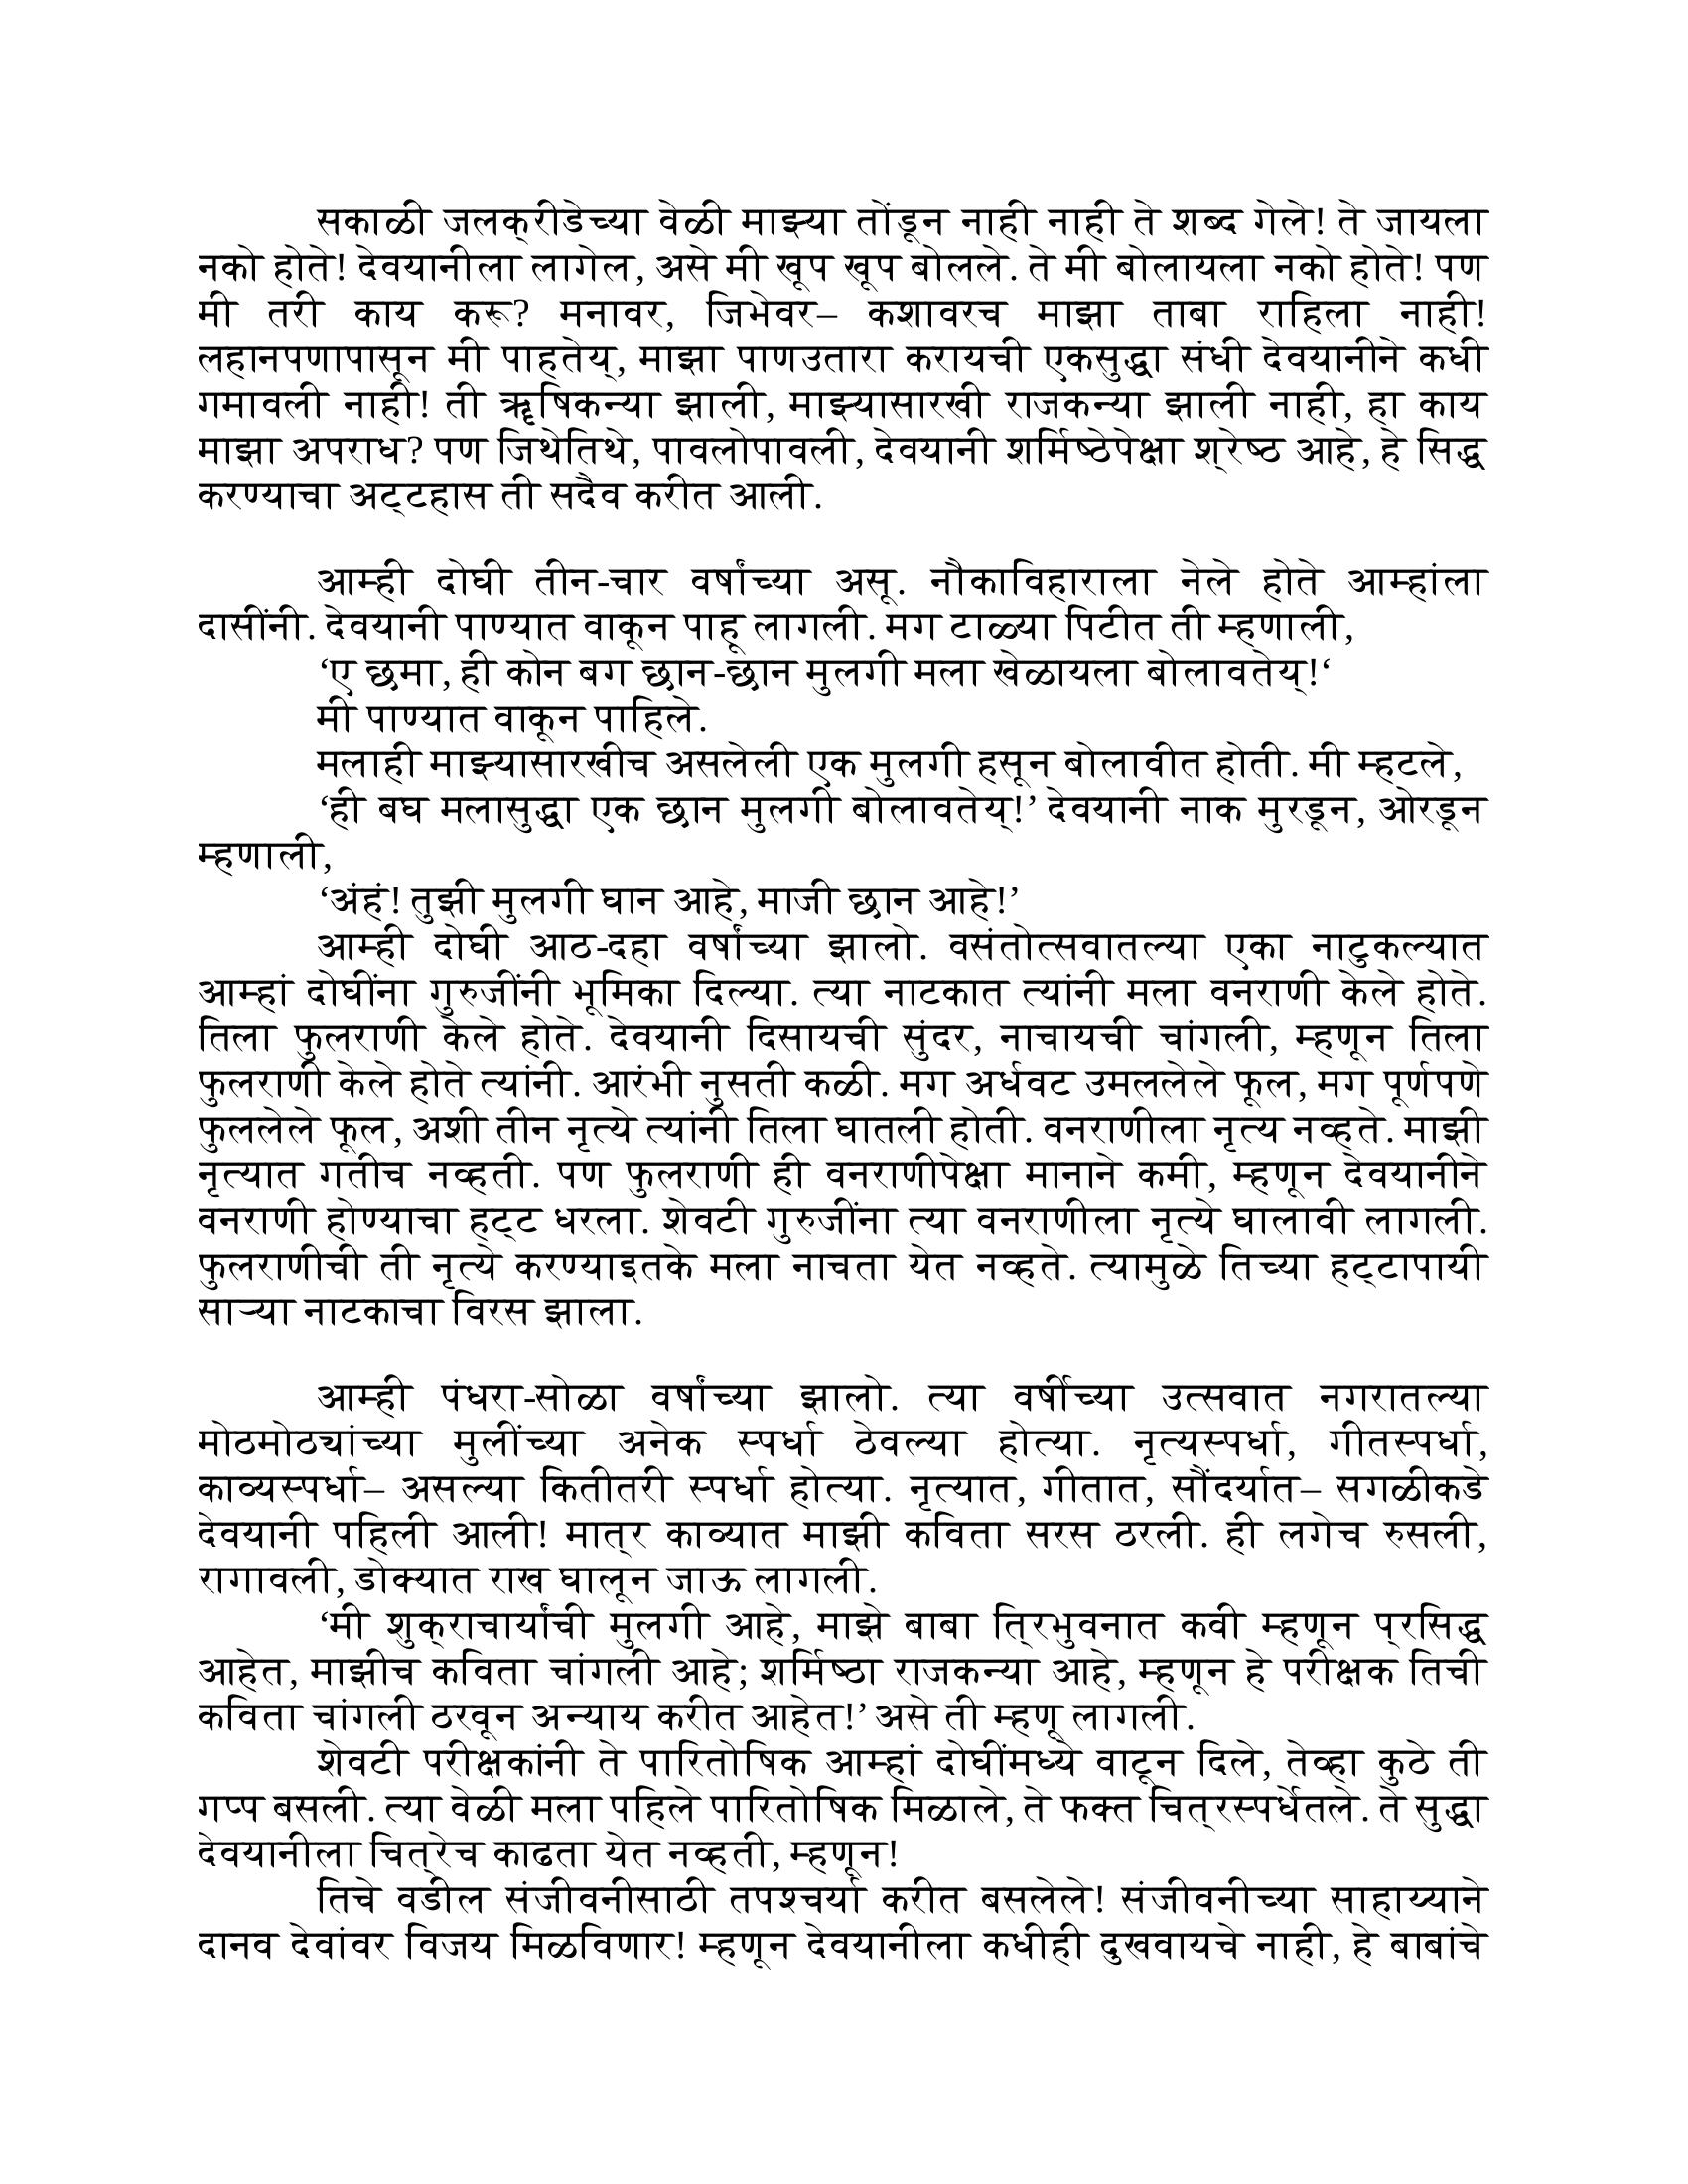 सकाळी जलक्रीडेच्या वेळी माझ्या तोंडून नाही नाही ते शब्द गेले! ते जायला
नको होते! देवयानीला लागेल, असे मी खूप खूप बोलले. ते मी बोलायला नको होते! पण
मी तरी काय करू? मनावर, जिभेवर– कशावरच माझा ताबा राहिला नाही!
लहानपणापासून मी पाहतेय्, माझा पाणउतारा करायची एकसुद्धा संधी देवयानीने कधी
गमावली नाही! ती ॠषिकन्या झाली, माझ्यासारखी राजकन्या झाली नाही, हा काय
माझा अपराध? पण जिथेतिथे, पावलोपावली, देवयानी शर्मिष्ठेपेक्षा श्रेष्ठ आहे, हे सिद्ध
करण्याचा अट्टहास ती सदैव करीत आली.
आम्ही दोघी तीन-चार वर्षांच्या असू. नौकाविहाराला नेले होते आम्हांला
दासींनी. देवयानी पाण्यात वाकून पाहू लागली. मग टाळ्या पिटीत ती म्हणाली,
‘ए छमा, ही कोन बग छान-छान मुलगी मला खेळायला बोलावतेय्!‘
मी पाण्यात वाकून पाहिले.
मलाही माझ्यासारखीच असलेली एक मुलगी हसून बोलावीत होती. मी म्हटले,
‘ही बघ मलासुद्धा एक छान मुलगी बोलावतेय्!’ देवयानी नाक मुरडून, ओरडून
म्हणाली,
‘अंहं! तुझी मुलगी घान आहे, माजी छान आहे!’
आम्ही दोघी आठ-दहा वर्षांच्या झालो. वसंतोत्सवातल्या एका नाटुकल्यात
आम्हां दोघींना गुरुजींनी भूमिका दिल्या. त्या नाटकात त्यांनी मला वनराणी केले होते.
तिला फुलराणी केले होते. देवयानी दिसायची सुंदर, नाचायची चांगली, म्हणून तिला
फुलराणी केले होते त्यांनी. आरंभी नुसती कळी. मग अर्धवट उमललेले फूल, मग पूर्णपणे
फुललेले फूल, अशी तीन नृत्ये त्यांनी तिला घातली होती. वनराणीला नृत्य नव्हते. माझी
नृत्यात गतीच नव्हती. पण फुलराणी ही वनराणीपेक्षा मानाने कमी, म्हणून देवयानीने
वनराणी होण्याचा हट्ट धरला. शेवटी गुरुजींना त्या वनराणीला नृत्ये घालावी लागली.
फुलराणीची ती नृत्ये करण्याइतके मला नाचता येत नव्हते. त्यामुळे तिच्या हट्टापायी
साऱ्या नाटकाचा विरस झाला.
आम्ही पंधरा-सोळा वर्षांच्या झालो. त्या वर्षीच्या उत्सवात नगरातल्या
मोठमोठ्यांच्या मुलींच्या अनेक स्पर्धा ठेवल्या होत्या. नृत्यस्पर्धा, गीतस्पर्धा,
काव्यस्पर्धा– असल्या कितीतरी स्पर्धा होत्या. नृत्यात, गीतात, सौंदर्यात– सगळीकडे
देवयानी पहिली आली! मात्र काव्यात माझी कविता सरस ठरली. ही लगेच रुसली,
रागावली, डोक्यात राख घालून जाऊ लागली.
‘मी शुक्राचार्यांची मुलगी आहे, माझे बाबा त्रिभुवनात कवी म्हणून प्रसिद्ध
आहेत, माझीच कविता चांगली आहे; शर्मिष्ठा राजकन्या आहे, म्हणून हे परीक्षक तिची
कविता चांगली ठरवून अन्याय करीत आहेत!’ असे ती म्हणू लागली.
शेवटी परीक्षकांनी ते पारितोषिक आम्हां दोघींमध्ये वाटून दिले, तेव्हा कुठे ती
गप्प बसली. त्या वेळी मला पहिले पारितोषिक मिळाले, ते फक्त चित्रस्पर्धेतले. ते सुद्धा
देवयानीला चित्रेच काढता येत नव्हती, म्हणून!
तिचे वडील संजीवनीसाठी तपश्चर्या करीत बसलेले! संजीवनीच्या साहाय्याने
दानव देवांवर विजय मिळविणार! म्हणून देवयानीला कधीही दुखवायचे नाही, हे बाबांचे